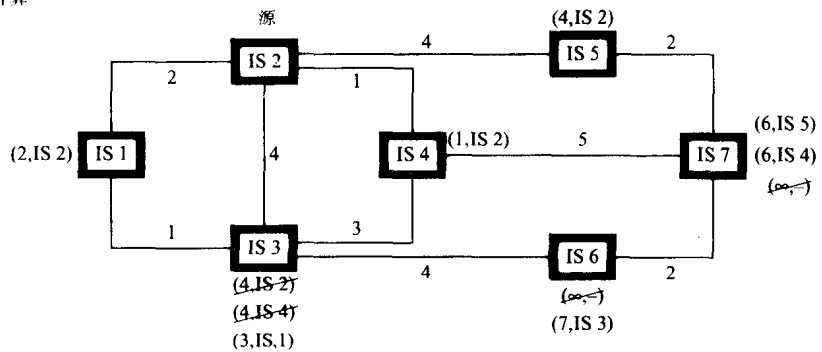 源
(4,IS 2)
IS 2
4
IS 5
2
2
1
(2,IS 2)
IS 1
4
IS 4
(1,IS 2)
5
IS 7
(6,IS 5)
(6,IS 4)
(∞,–)
1
IS 3
3
4
IS 6
2
(4,IS 2)
(4,IS 4)
(3,IS,1)
(∞,–)
(7,IS 3)